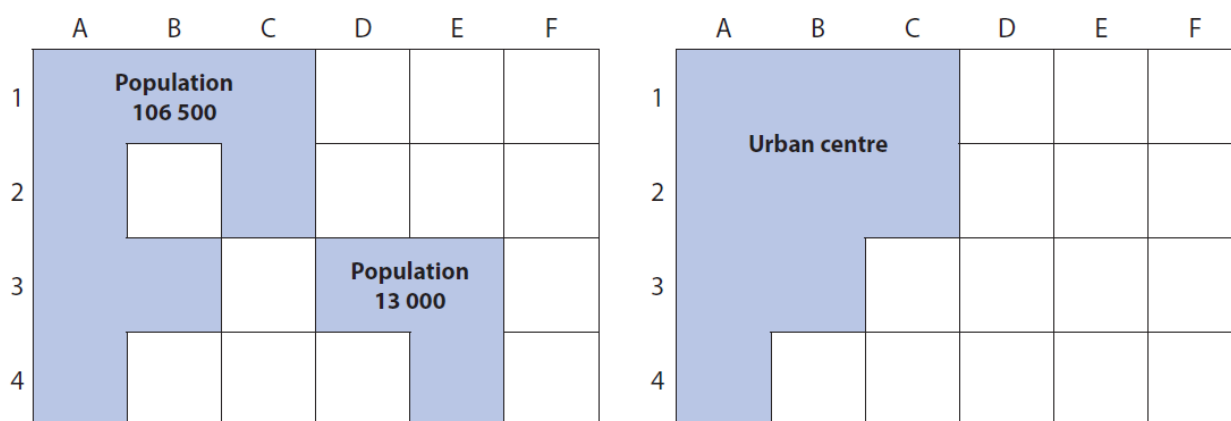 A B C D E F A B C D E F
1 Population 1
106 500
Urban centre
2 2
3 Population 3
13 000
4 4